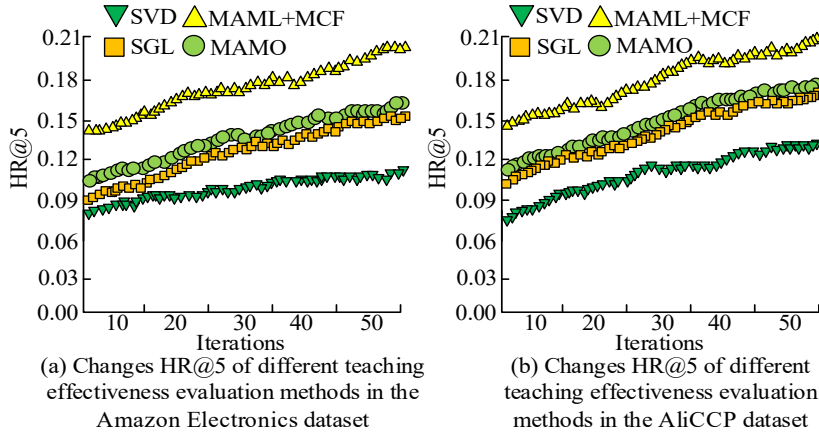 SVD MAML+MCF
SGL MAMO
0.21
0.18
0.15
0.12
0.09
0.06
0.03
0.00
HR@5
10 20 30 40 50
Iterations
(a) Changes HR@5 of different teaching
effectiveness evaluation methods in the
Amazon Electronics dataset
SVD MAML+MCF
SGL MAMO
0.21
0.18
0.15
0.12
0.09
0.06
0.03
0.00
HR@5
10 20 30 40 50
Iterations
(b) Changes HR@5 of different
teaching effectiveness evaluation
methods in the AliCCP dataset